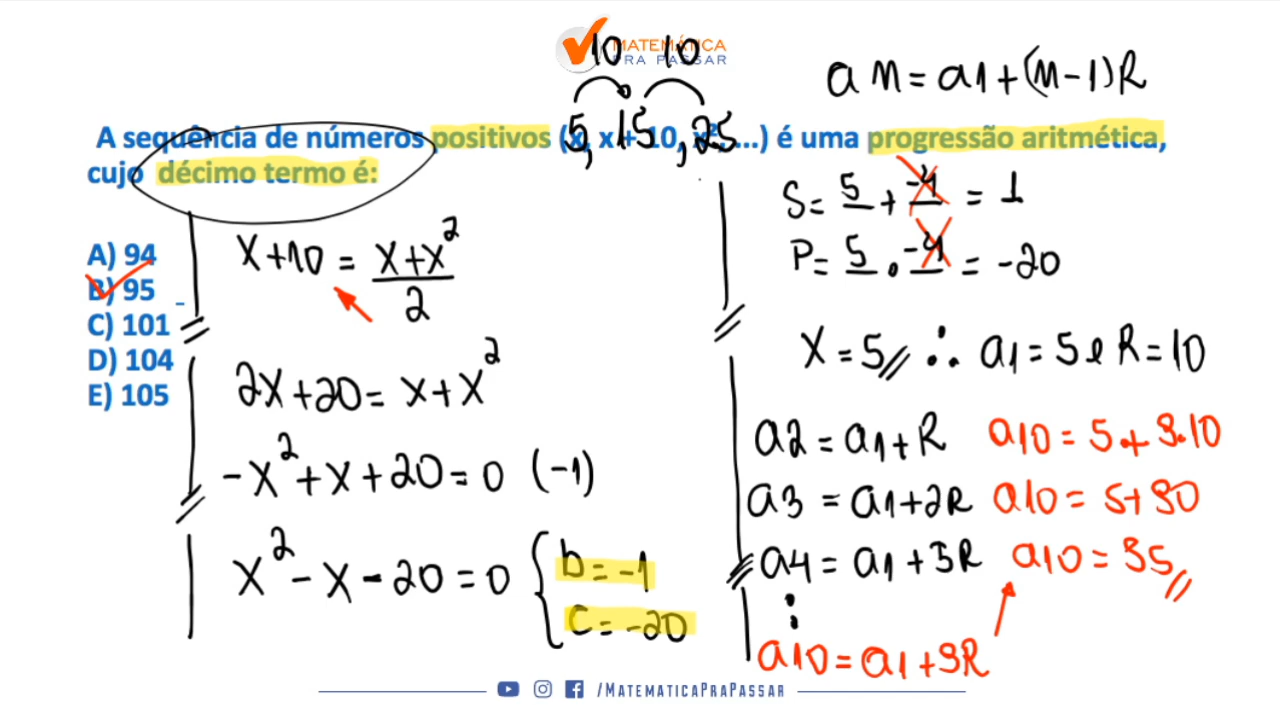 MATEMÁTICA
PRA PASSAR
10 10
5, 15, 25
an = a1 + (n-1)R
A sequência de números positivos (x, x + 10, x², ...) é uma progressão aritmética,
cujo décimo termo é:
A) 94
B) 95
C) 101
D) 104
E) 105
x+10 = x+x²
2
2x+20 = x+x²
-x²+x+20=0 (-1)
x²-x-20=0
b=-1
c=-20
S= 5 + -4 = 1
P= 5 . -4 = -20
x=5 ∴ a1=5 e R=10
a2=a1+R
a3=a1+2R
a4=a1+3R
⋮
a10=a1+9R
a10=5+9.10
a10=5+90
a10=95
/MATEMATICAPRAPASSAR